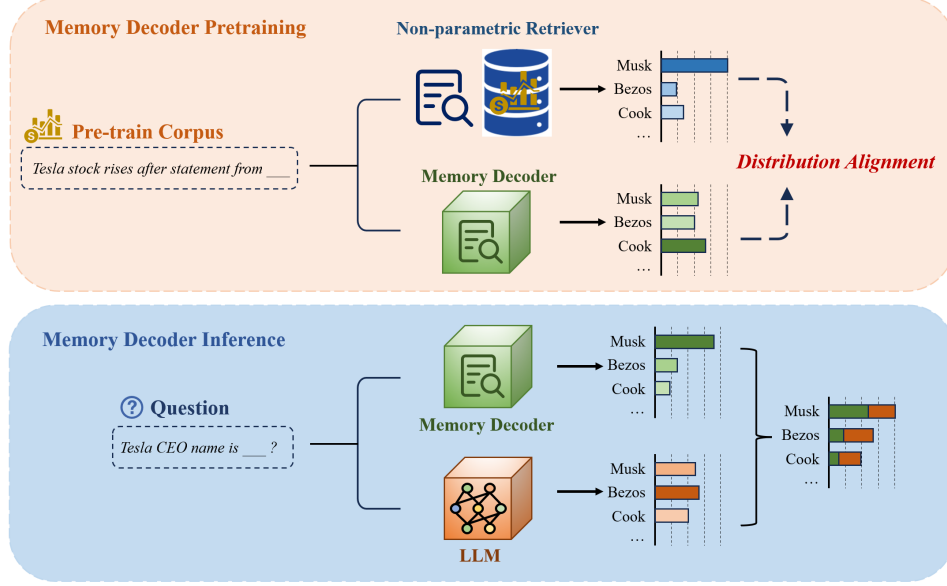 Memory Decoder Pretraining
Non-parametric Retriever
Musk
Bezos
Cook
...
Pre-train Corpus
Tesla stock rises after statement from ___
Distribution Alignment
Memory Decoder
Musk
Bezos
Cook
...
Memory Decoder Inference
Musk
Bezos
Cook
...
Question
Tesla CEO name is ___ ?
Memory Decoder
Musk
Bezos
Cook
...
Musk
Bezos
Cook
...
LLM